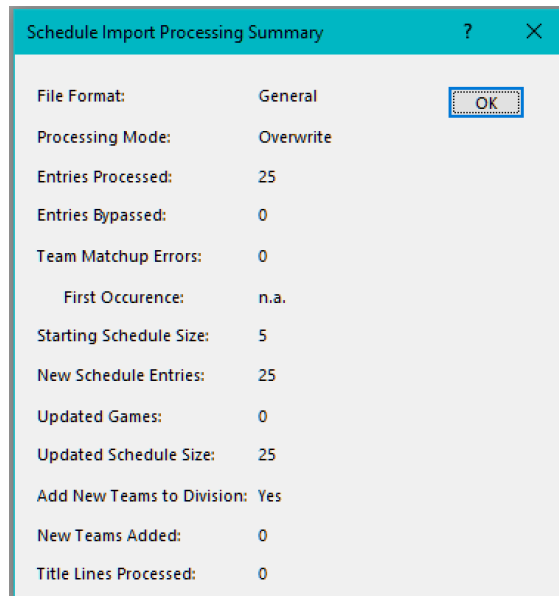 Schedule Import Processing Summary ? ×
File Format: General OK
Processing Mode: Overwrite
Entries Processed: 25
Entries Bypassed: 0
Team Matchup Errors: 0
First Occurence: n.a.
Starting Schedule Size: 5
New Schedule Entries: 25
Updated Games: 0
Updated Schedule Size: 25
Add New Teams to Division: Yes
New Teams Added: 0
Title Lines Processed: 0